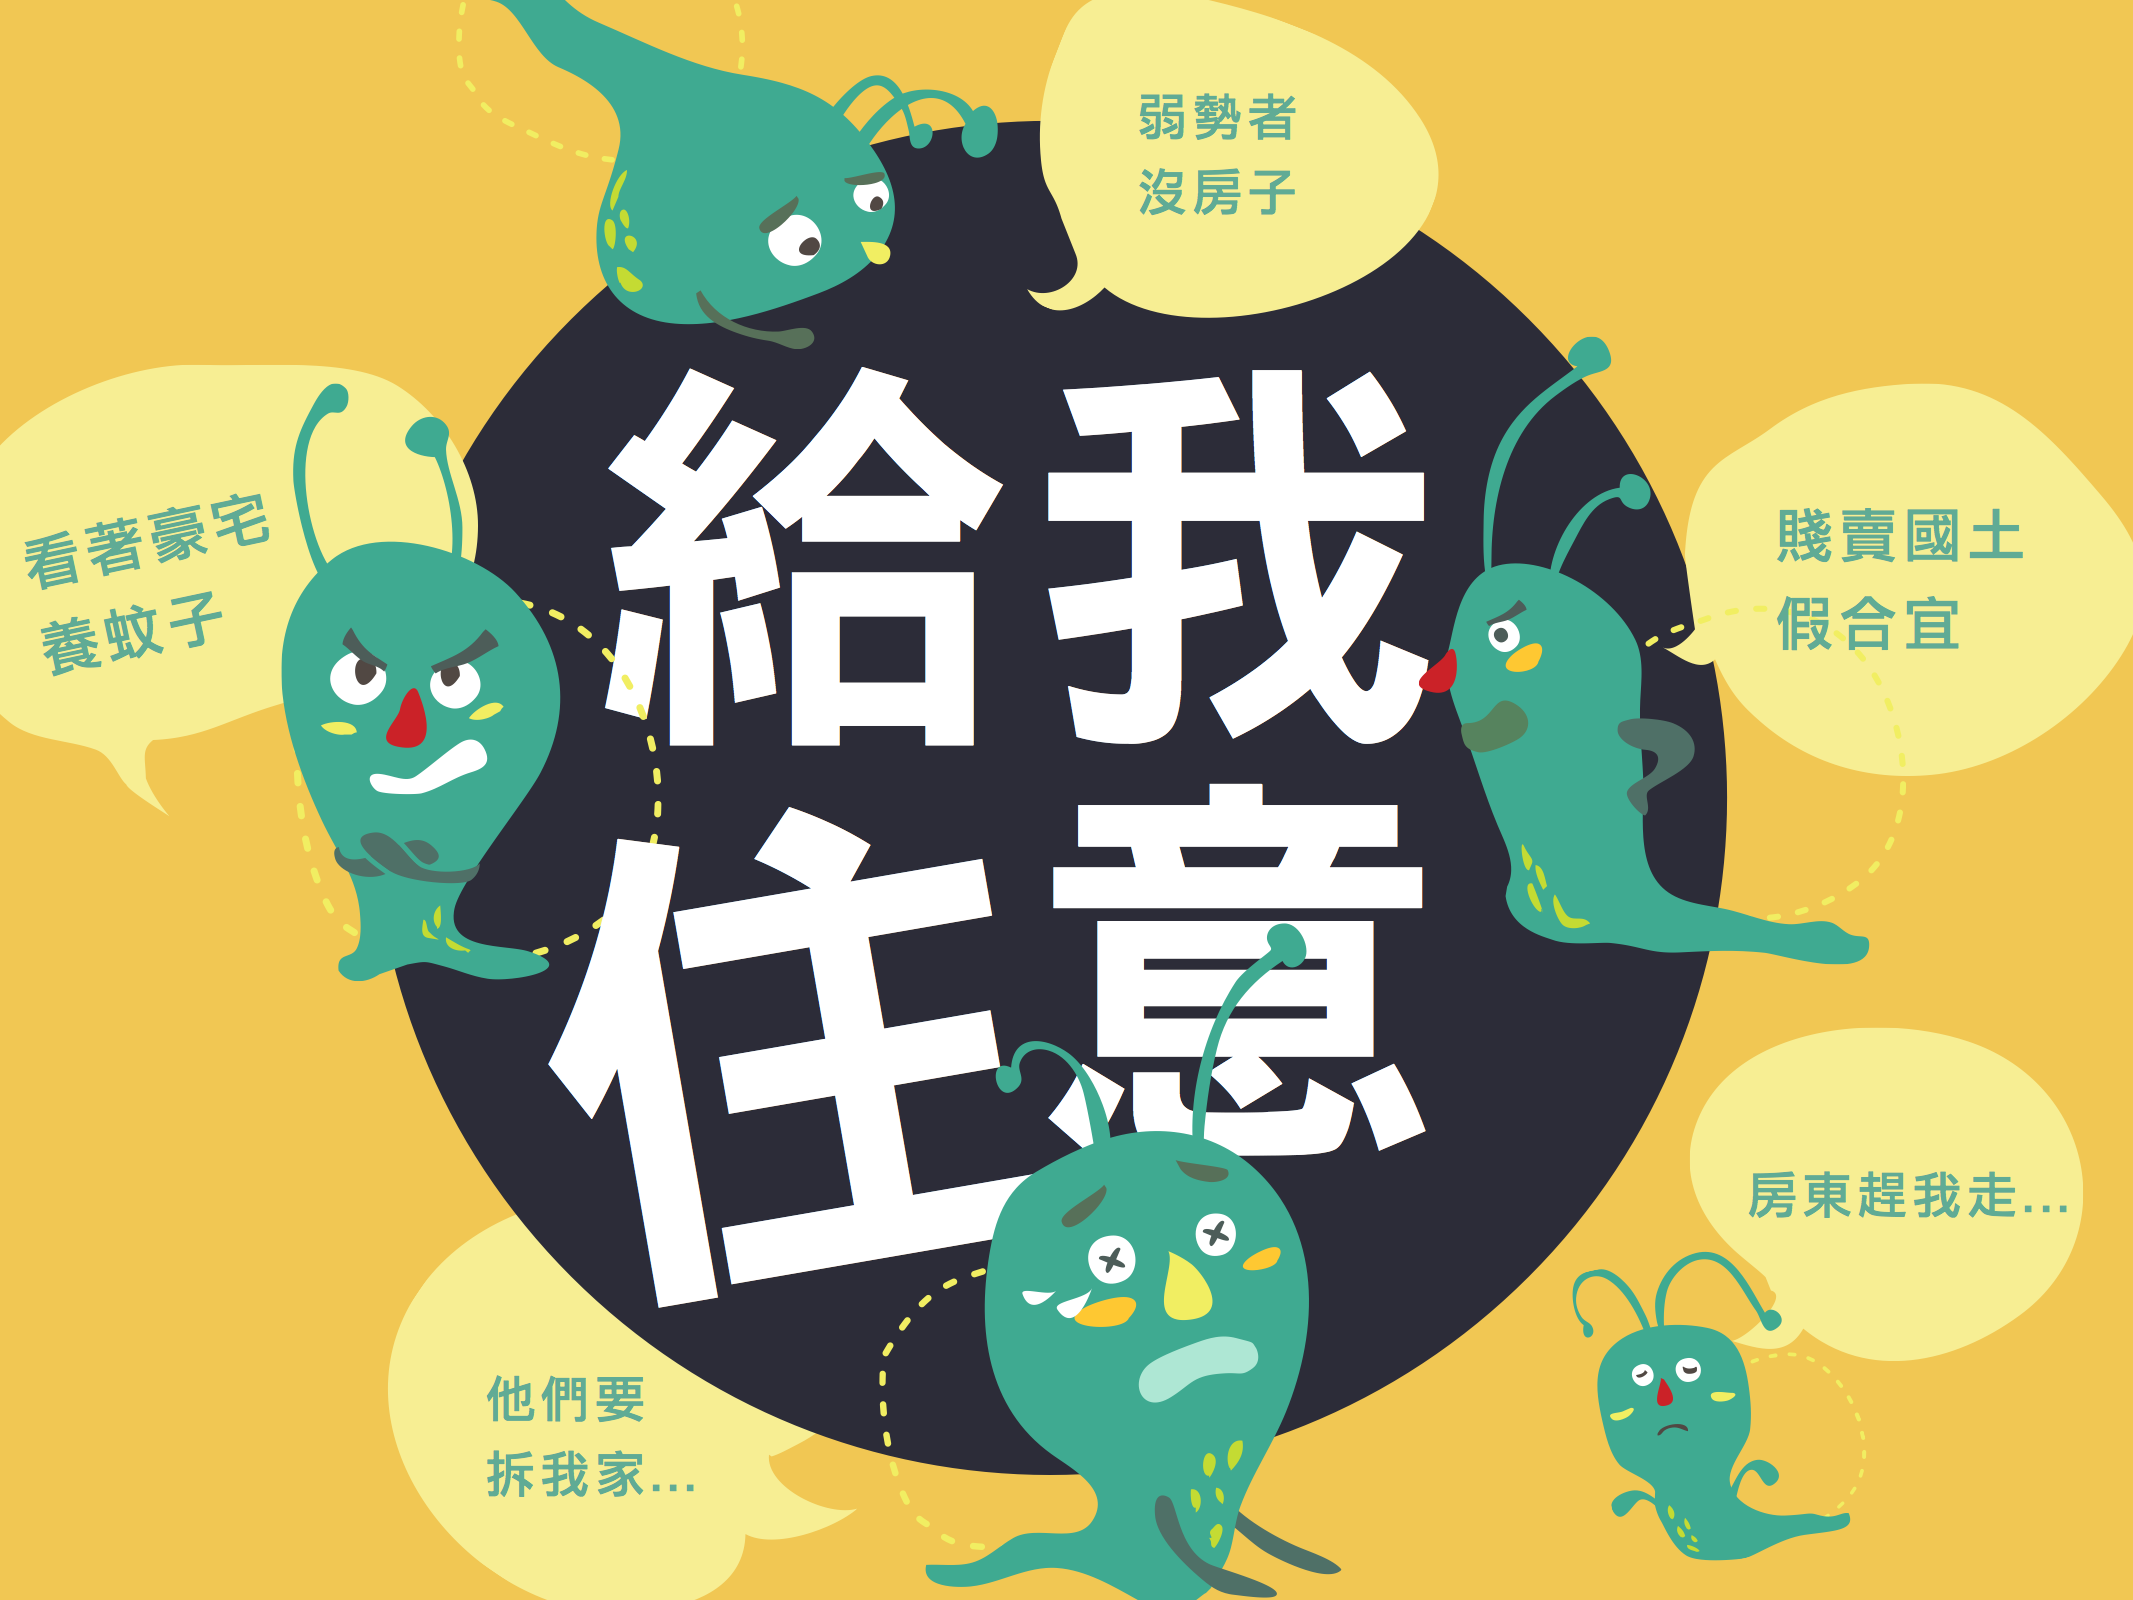 弱勢者
沒房子
給我
住意
看著豪宅
養蚊子
賤賣國土
假合宜
房東趕我走...
他們要
拆我家...